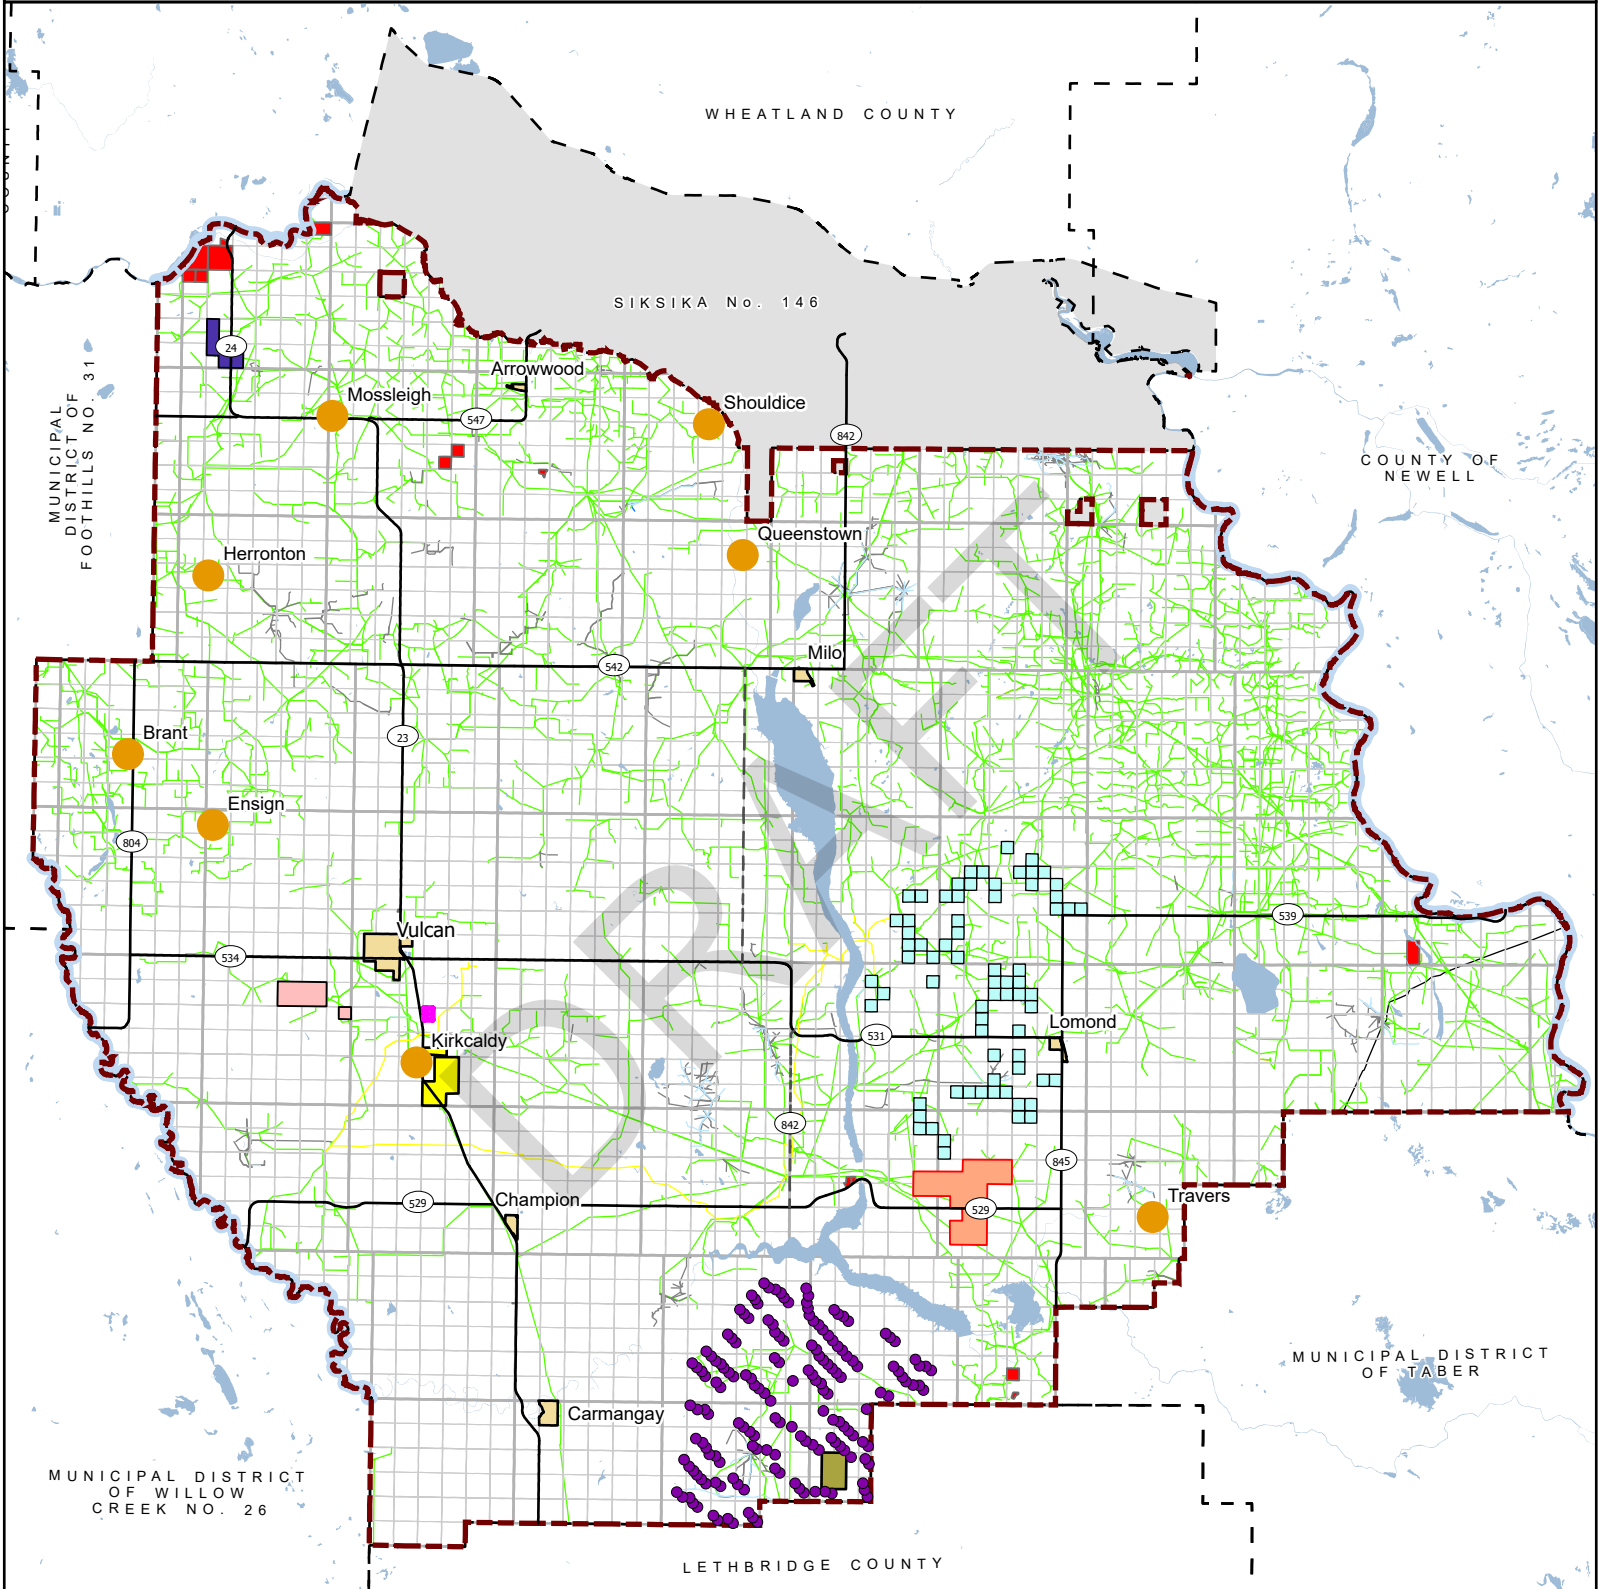 WHEATLAND COUNTY
COUNTY
SIKSIKA No. 146
24
Arrowwood
Mossleigh
547
Shouldice
842
MUNICIPAL
DISTRICT OF
FOOTHILLS NO. 31
COUNTY OF
NEWELL
Queenstown
Herronton
Milo
542
Brant
23
Ensign
804
DRAFT
539
Vulcan
534
Lomond
531
Kirkcaldy
842
845
Travers
529
Champion
529
MUNICIPAL DISTRICT
OF TABER
Carmangay
MUNICIPAL DISTRICT
OF WILLOW
CREEK NO. 26
LETHBRIDGE COUNTY